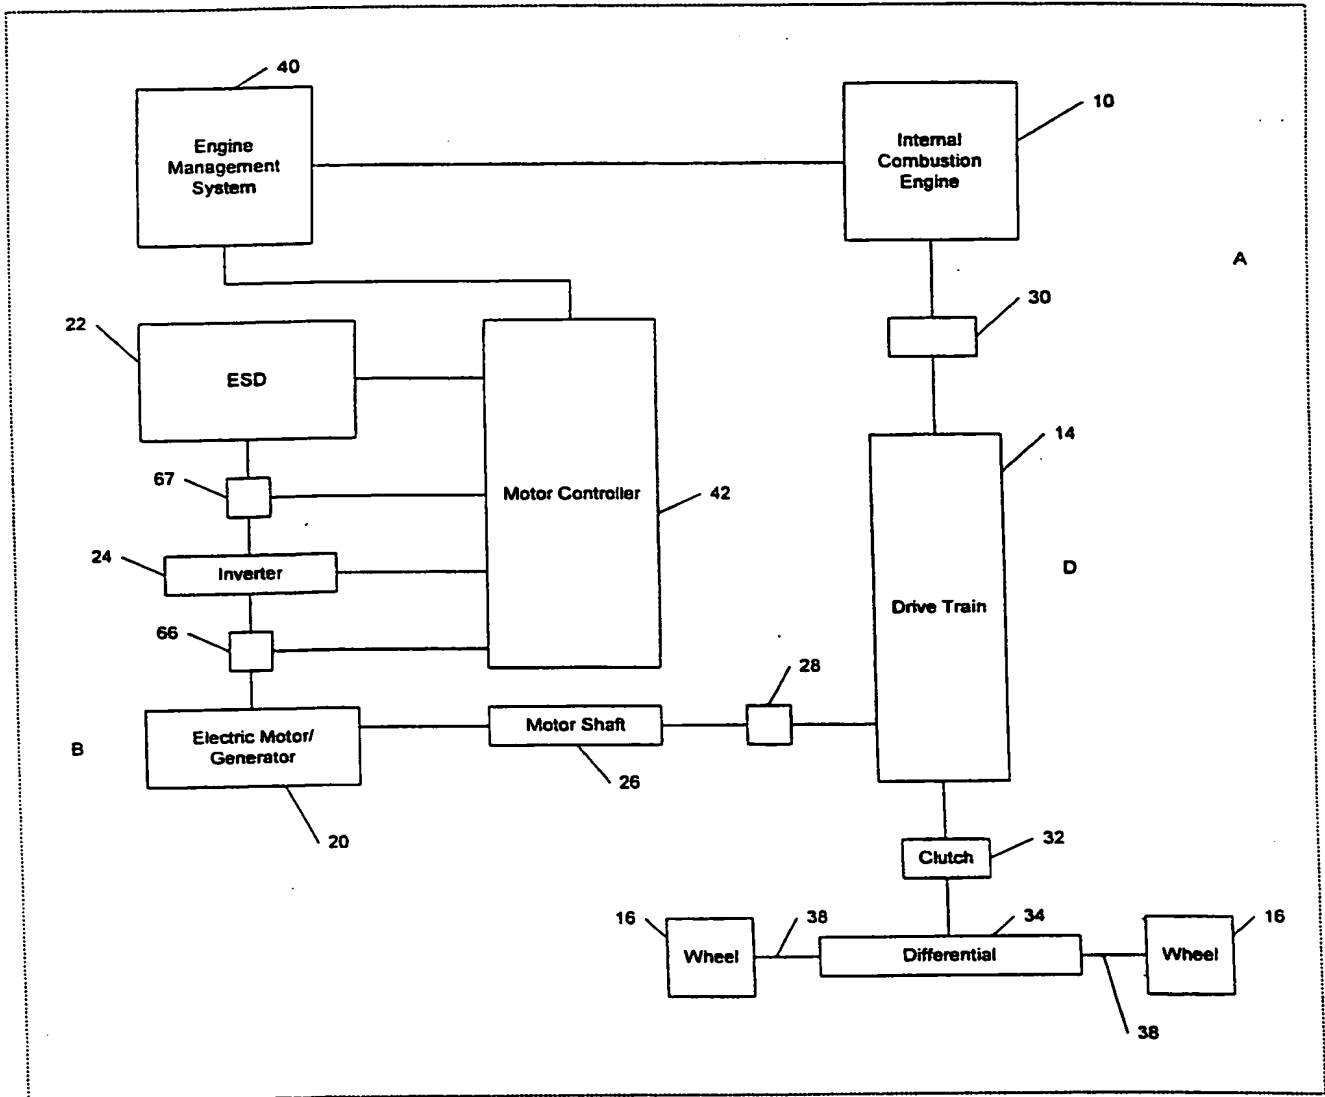 40
10
Engine
Management
System
Internal
Combustion
Engine
A
30
22
ESD
14
67
Motor Controller
42
24
Inverter
D
Drive Train
66
28
B
Electric Motor/
Generator
Motor Shaft
26
20
32
Clutch
16
38
34
16
Wheel
Differential
Wheel
38